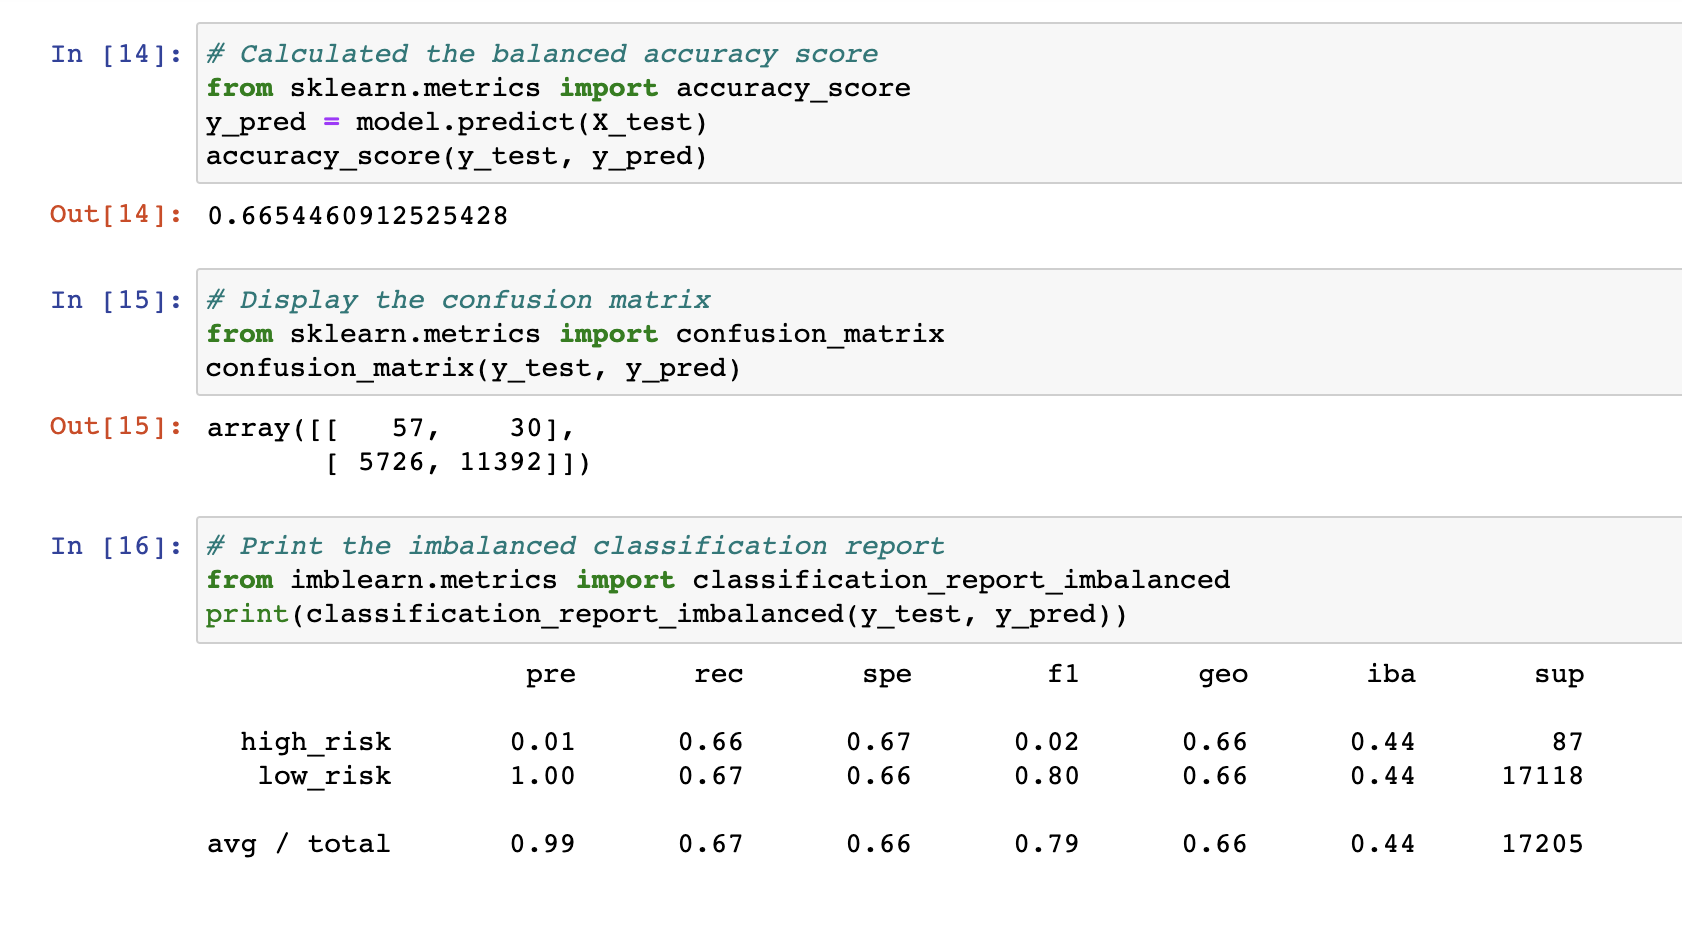 In [14]: # Calculated the balanced accuracy score
from sklearn.metrics import accuracy_score
y_pred = model.predict(X_test)
accuracy_score(y_test, y_pred)
Out[14]: 0.6654460912525428
In [15]: # Display the confusion matrix
from sklearn.metrics import confusion_matrix
confusion_matrix(y_test, y_pred)
Out[15]: array([[   57,    30],
       [ 5726, 11392]])
In [16]: # Print the imbalanced classification report
from imblearn.metrics import classification_report_imbalanced
print(classification_report_imbalanced(y_test, y_pred))
pre rec spe f1 geo iba sup
high_risk 0.01 0.66 0.67 0.02 0.66 0.44 87
low_risk 1.00 0.67 0.66 0.80 0.66 0.44 17118
avg / total 0.99 0.67 0.66 0.79 0.66 0.44 17205